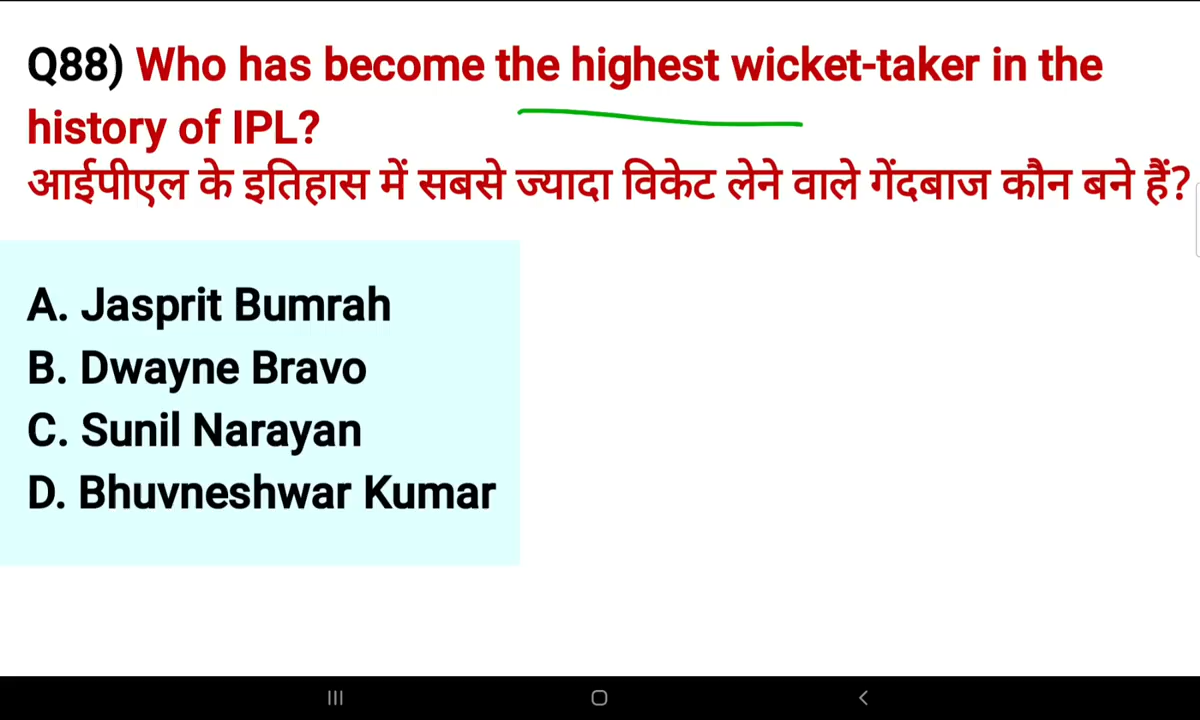 Q88) Who has become the highest wicket-taker in the
history of IPL?
आईपीएल के इतिहास में सबसे ज्यादा विकेट लेने वाले गेंदबाज कौन बने हैं?
A. Jasprit Bumrah
B. Dwayne Bravo
C. Sunil Narayan
D. Bhuvneshwar Kumar